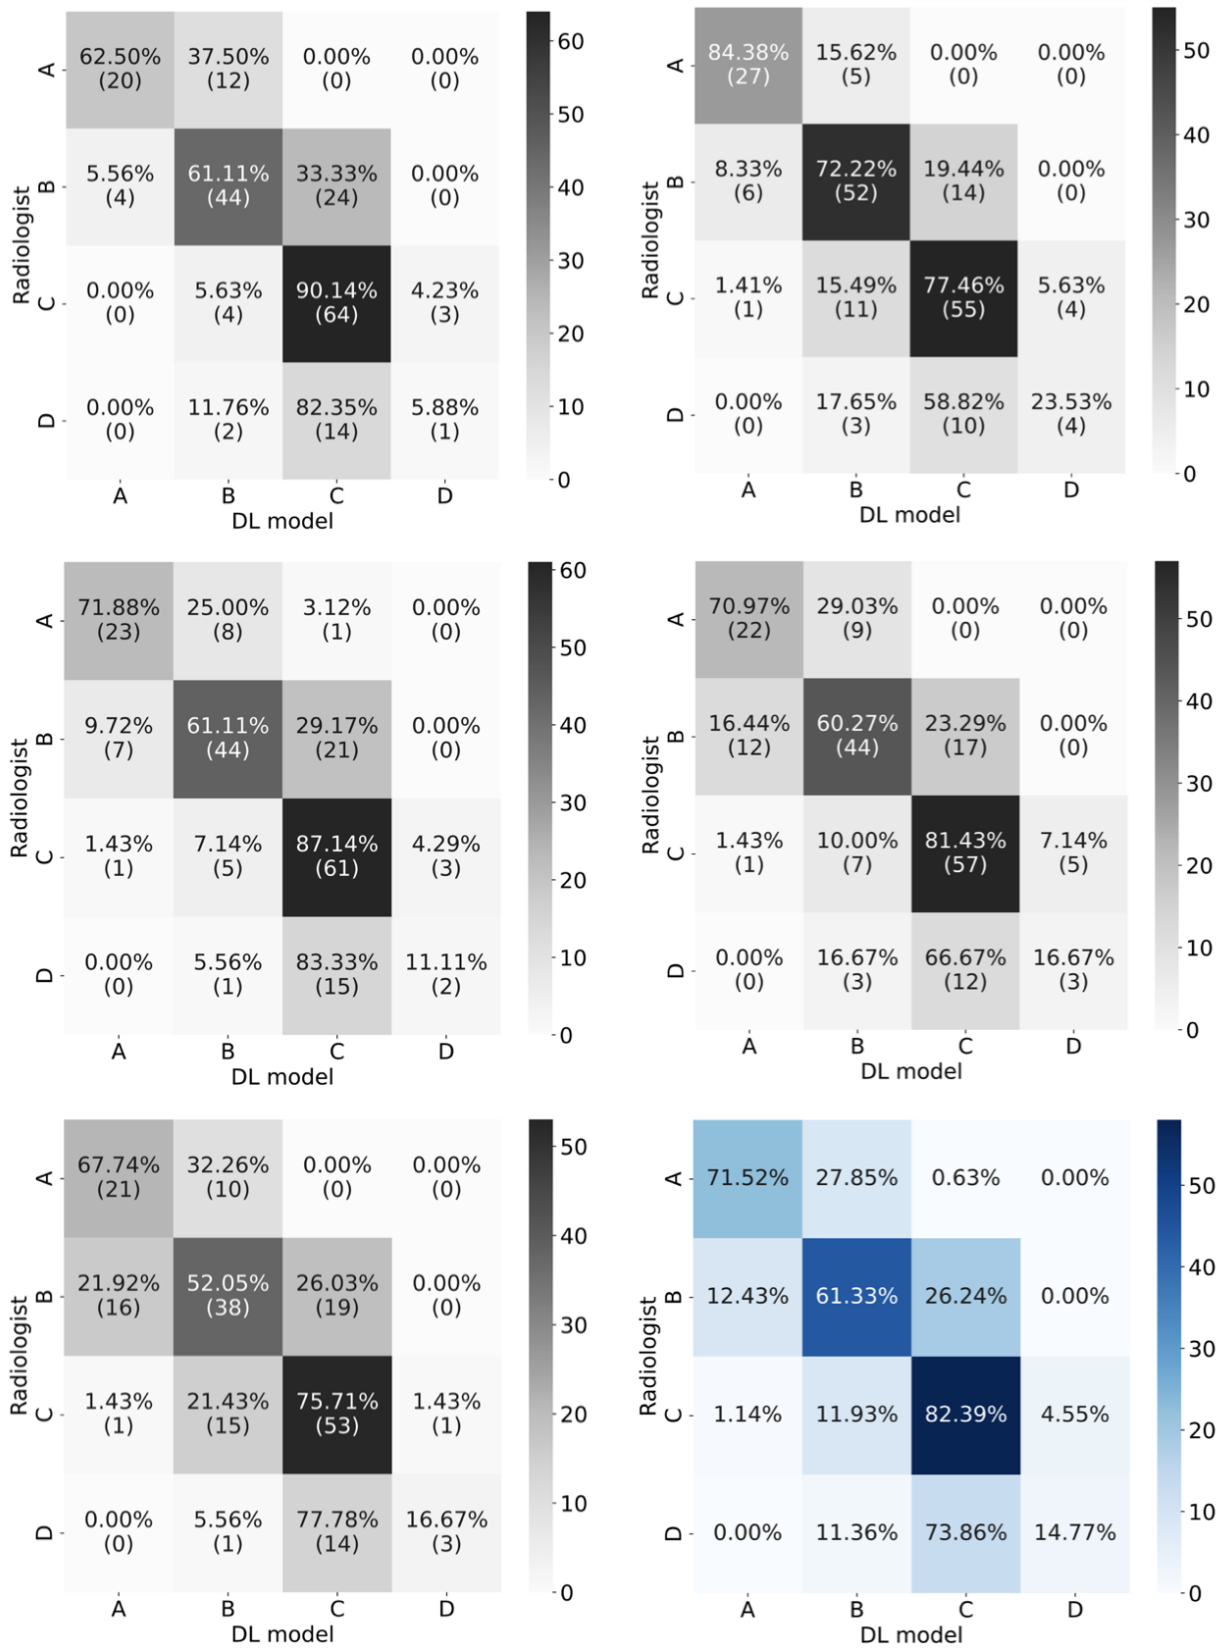 62.50% 37.50% 0.00% 0.00%
(20) (12) (0) (0)
5.56% 61.11% 33.33% 0.00%
(4) (44) (24) (0)
0.00% 5.63% 90.14% 4.23%
(0) (4) (64) (3)
0.00% 11.76% 82.35% 5.88%
(0) (2) (14) (1)
A
B
C
D
Radiologist
A B C D
DL model
60
50
40
30
20
10
0
84.38% 15.62% 0.00% 0.00%
(27) (5) (0) (0)
8.33% 72.22% 19.44% 0.00%
(6) (52) (14) (0)
1.41% 15.49% 77.46% 5.63%
(1) (11) (55) (4)
0.00% 17.65% 58.82% 23.53%
(0) (3) (10) (4)
A
B
C
D
Radiologist
A B C D
DL model
50
40
30
20
10
0
71.88% 25.00% 3.12% 0.00%
(23) (8) (1) (0)
9.72% 61.11% 29.17% 0.00%
(7) (44) (21) (0)
1.43% 7.14% 87.14% 4.29%
(1) (5) (61) (3)
0.00% 5.56% 83.33% 11.11%
(0) (1) (15) (2)
A
B
C
D
Radiologist
A B C D
DL model
60
50
40
30
20
10
0
70.97% 29.03% 0.00% 0.00%
(22) (9) (0) (0)
16.44% 60.27% 23.29% 0.00%
(12) (44) (17) (0)
1.43% 10.00% 81.43% 7.14%
(1) (7) (57) (5)
0.00% 16.67% 66.67% 16.67%
(0) (3) (12) (3)
A
B
C
D
Radiologist
A B C D
DL model
50
40
30
20
10
0
67.74% 32.26% 0.00% 0.00%
(21) (10) (0) (0)
21.92% 52.05% 26.03% 0.00%
(16) (38) (19) (0)
1.43% 21.43% 75.71% 1.43%
(1) (15) (53) (1)
0.00% 5.56% 77.78% 16.67%
(0) (1) (14) (3)
A
B
C
D
Radiologist
A B C D
DL model
50
40
30
20
10
0
71.52% 27.85% 0.63% 0.00%
12.43% 61.33% 26.24% 0.00%
1.14% 11.93% 82.39% 4.55%
0.00% 11.36% 73.86% 14.77%
A
B
C
D
Radiologist
A B C D
DL model
50
40
30
20
10
0